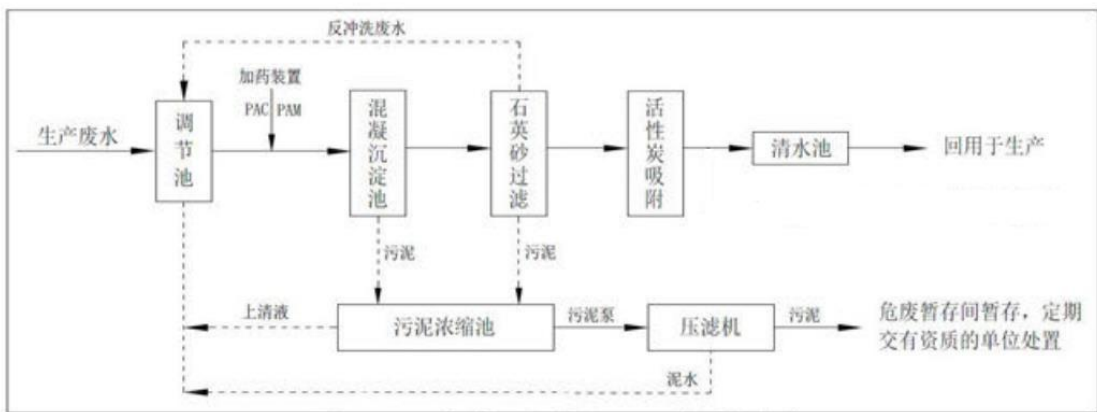 反冲洗废水
加药装置
PAC PAM
生产废水
调节池
混凝沉淀池
石英砂过滤
活性炭吸附
清水池
回用于生产
污泥
污泥
上清液
污泥浓缩池
污泥泵
压滤机
污泥
危废暂存间暂存，定期
交有资质的单位处置
泥水